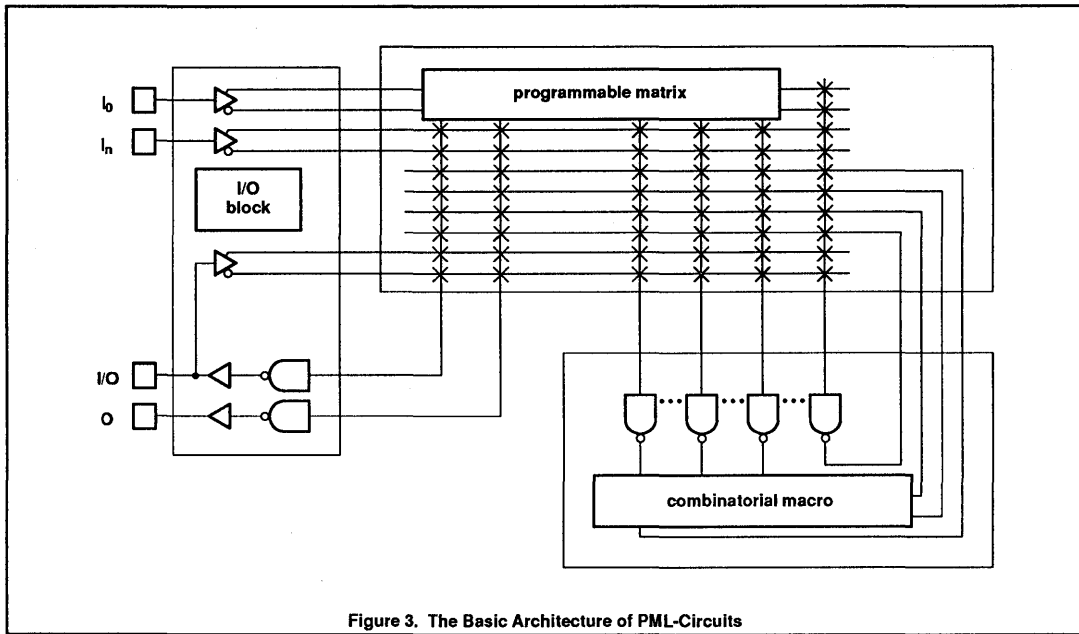 I0
programmable matrix
In
I/O
block
I/O
O
combinatorial macro
Figure 3. The Basic Architecture of PML-Circuits